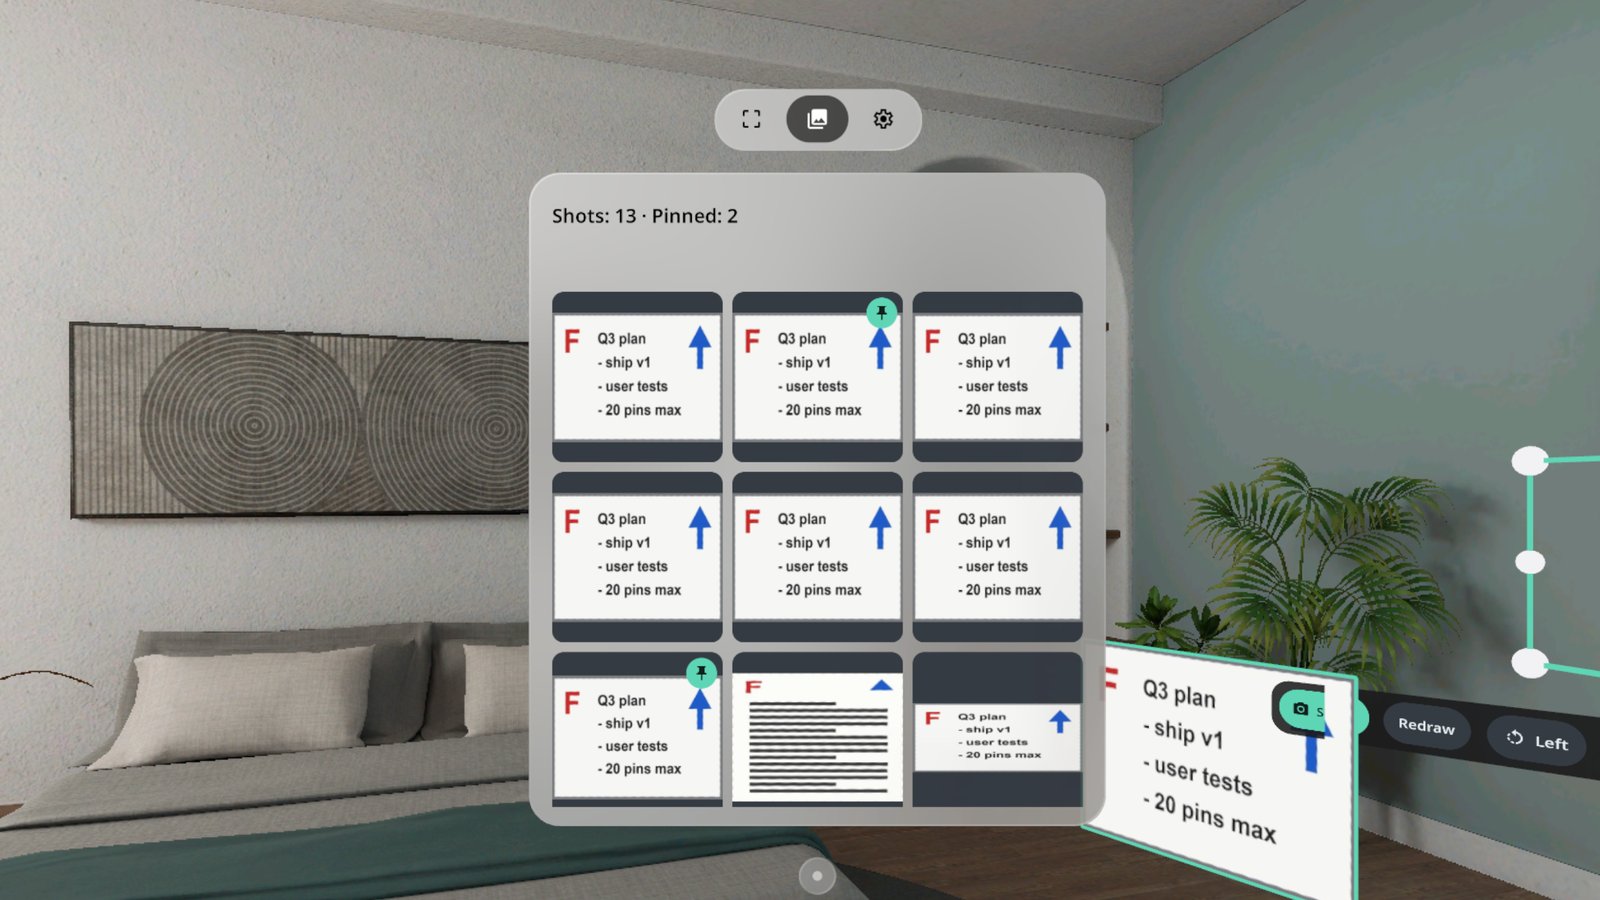 Shots: 13 · Pinned: 2
F
Q3 plan
- ship v1
- user tests
- 20 pins max
F
Q3 plan
- ship v1
- user tests
- 20 pins max
F
Q3 plan
- ship v1
- user tests
- 20 pins max
F
Q3 plan
- ship v1
- user tests
- 20 pins max
F
Q3 plan
- ship v1
- user tests
- 20 pins max
F
Q3 plan
- ship v1
- user tests
- 20 pins max
F
Q3 plan
- ship v1
- user tests
- 20 pins max
F
F
Q3 plan
- ship v1
- user tests
- 20 pins max
F
Q3 plan
- ship v1
- user tests
- 20 pins max
Redraw
Left